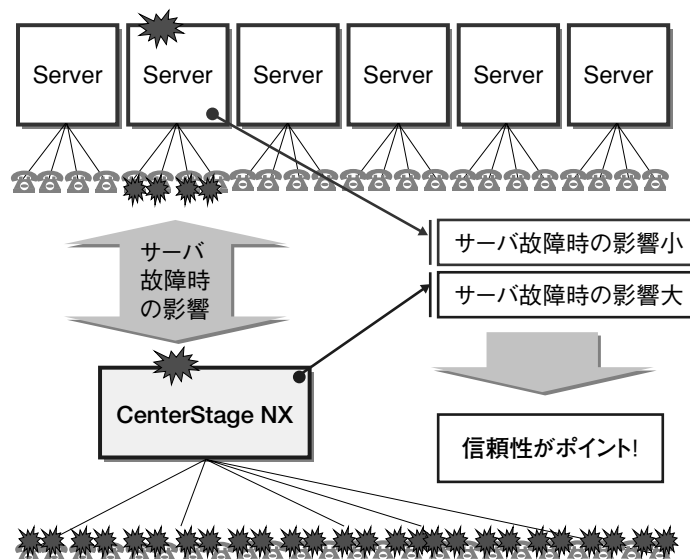 Server
Server
Server
Server
Server
Server
サーバ
故障時
の影響
サーバ故障時の影響小
サーバ故障時の影響大
CenterStage NX
信頼性がポイント!